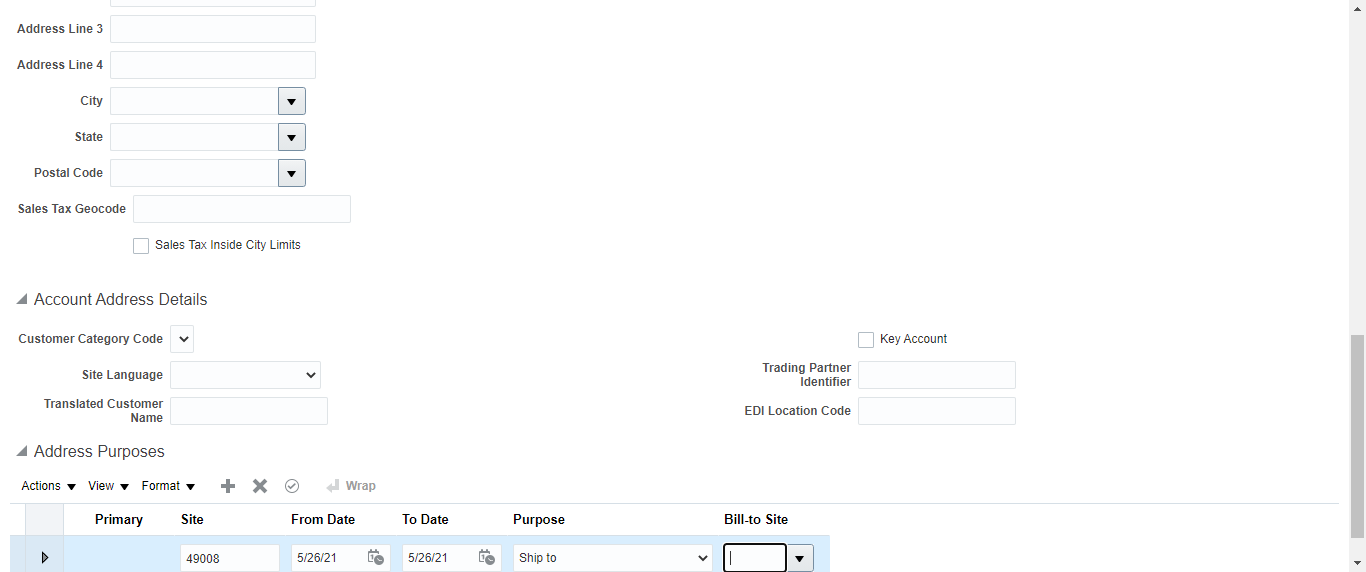 Address Line 3
Address Line 4
City
State
Postal Code
Sales Tax Geocode
Sales Tax Inside City Limits
Account Address Details
Customer Category Code
Key Account
Site Language
Trading Partner
Identifier
Translated Customer
Name
EDI Location Code
Address Purposes
Actions View Format Wrap
Primary Site From Date To Date Purpose Bill-to Site
49008 5/26/21 5/26/21 Ship to